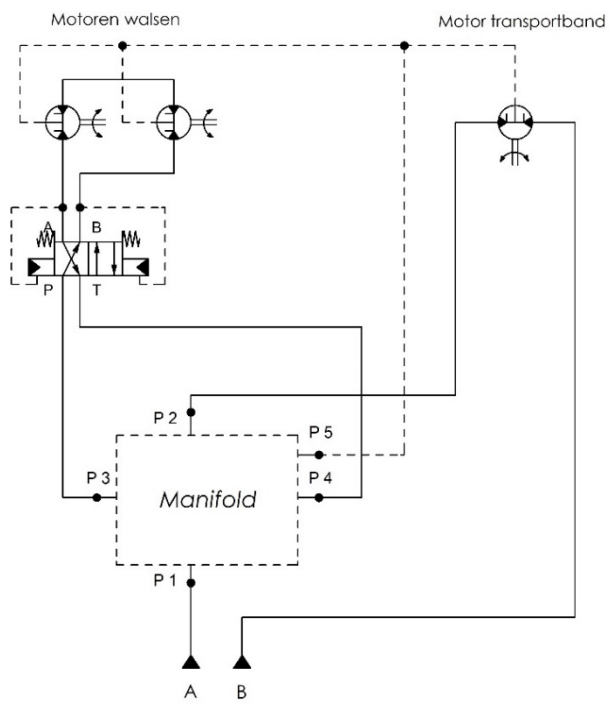 Motoren walsen
Motor transportband
A B
P T
P 2
P 5
P 3
P 4
Manifold
P 1
A B